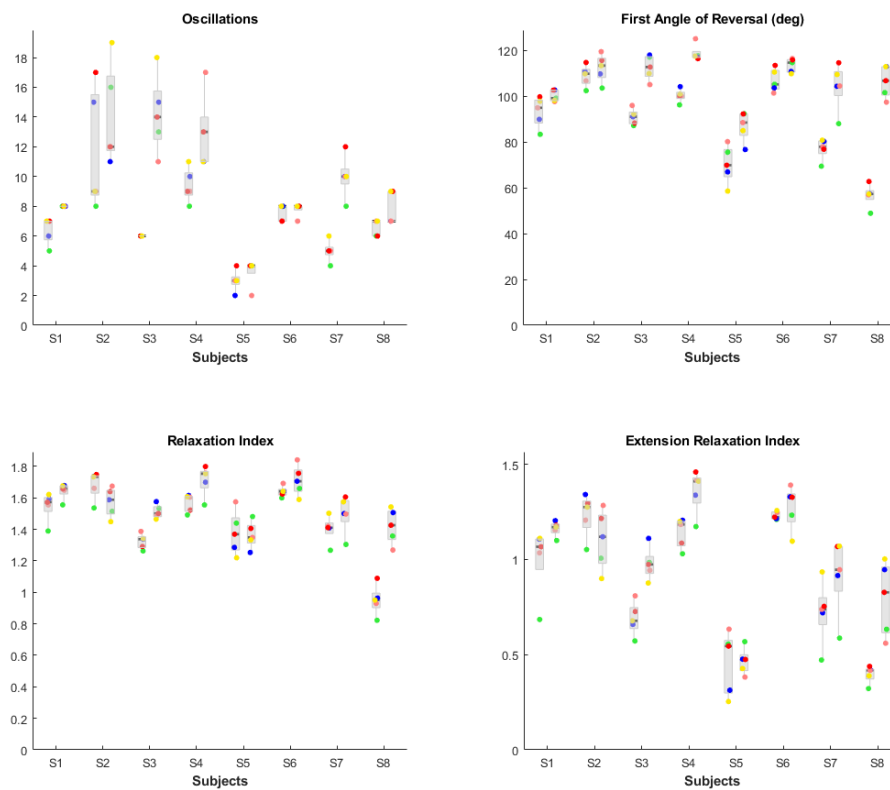 Oscillations
18
16
14
12
10
8
6
4
2
0
S1 S2 S3 S4 S5 S6 S7 S8
Subjects
First Angle of Reversal (deg)
120
100
80
60
40
20
0
S1 S2 S3 S4 S5 S6 S7 S8
Subjects
Relaxation Index
1.8
1.6
1.4
1.2
1
0.8
0.6
0.4
0.2
0
S1 S2 S3 S4 S5 S6 S7 S8
Subjects
Extension Relaxation Index
1.5
1
0.5
0
S1 S2 S3 S4 S5 S6 S7 S8
Subjects